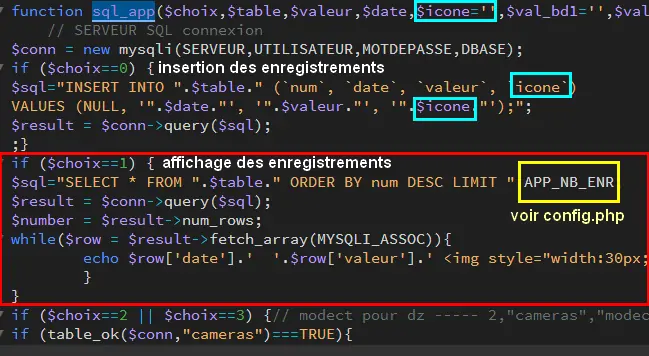 function sql_app($choix,$table,$valeur,$date,$icone='',$val_bd1='',$val
// SERVEUR SQL connexion
$conn = new mysqli(SERVEUR,UTILISATEUR,MOTDEPASSE,DBASE);
if ($choix==0) { insertion des enregistrements
$sql="INSERT INTO ".$table." (`num`, `date`, `valeur`, `icone`)
VALUES (NULL, '".$date."', '".$valeur."', '".$icone."');";
$result = $conn->query($sql);
;}
if ($choix==1) { affichage des enregistrements
$sql="SELECT * FROM ".$table." ORDER BY num DESC LIMIT ".APP_NB_ENR
$result = $conn->query($sql);
voir config.php
$number = $result->num_rows;
while($row = $result->fetch_array(MYSQLI_ASSOC)){
echo $row['date'].' '.$row['valeur'].' <img style="width:30px;
}
}
if ($choix==2 || $choix==3) {// modect pour dz ----- 2,"cameras","modec
if (table_ok($conn,"cameras")===TRUE){